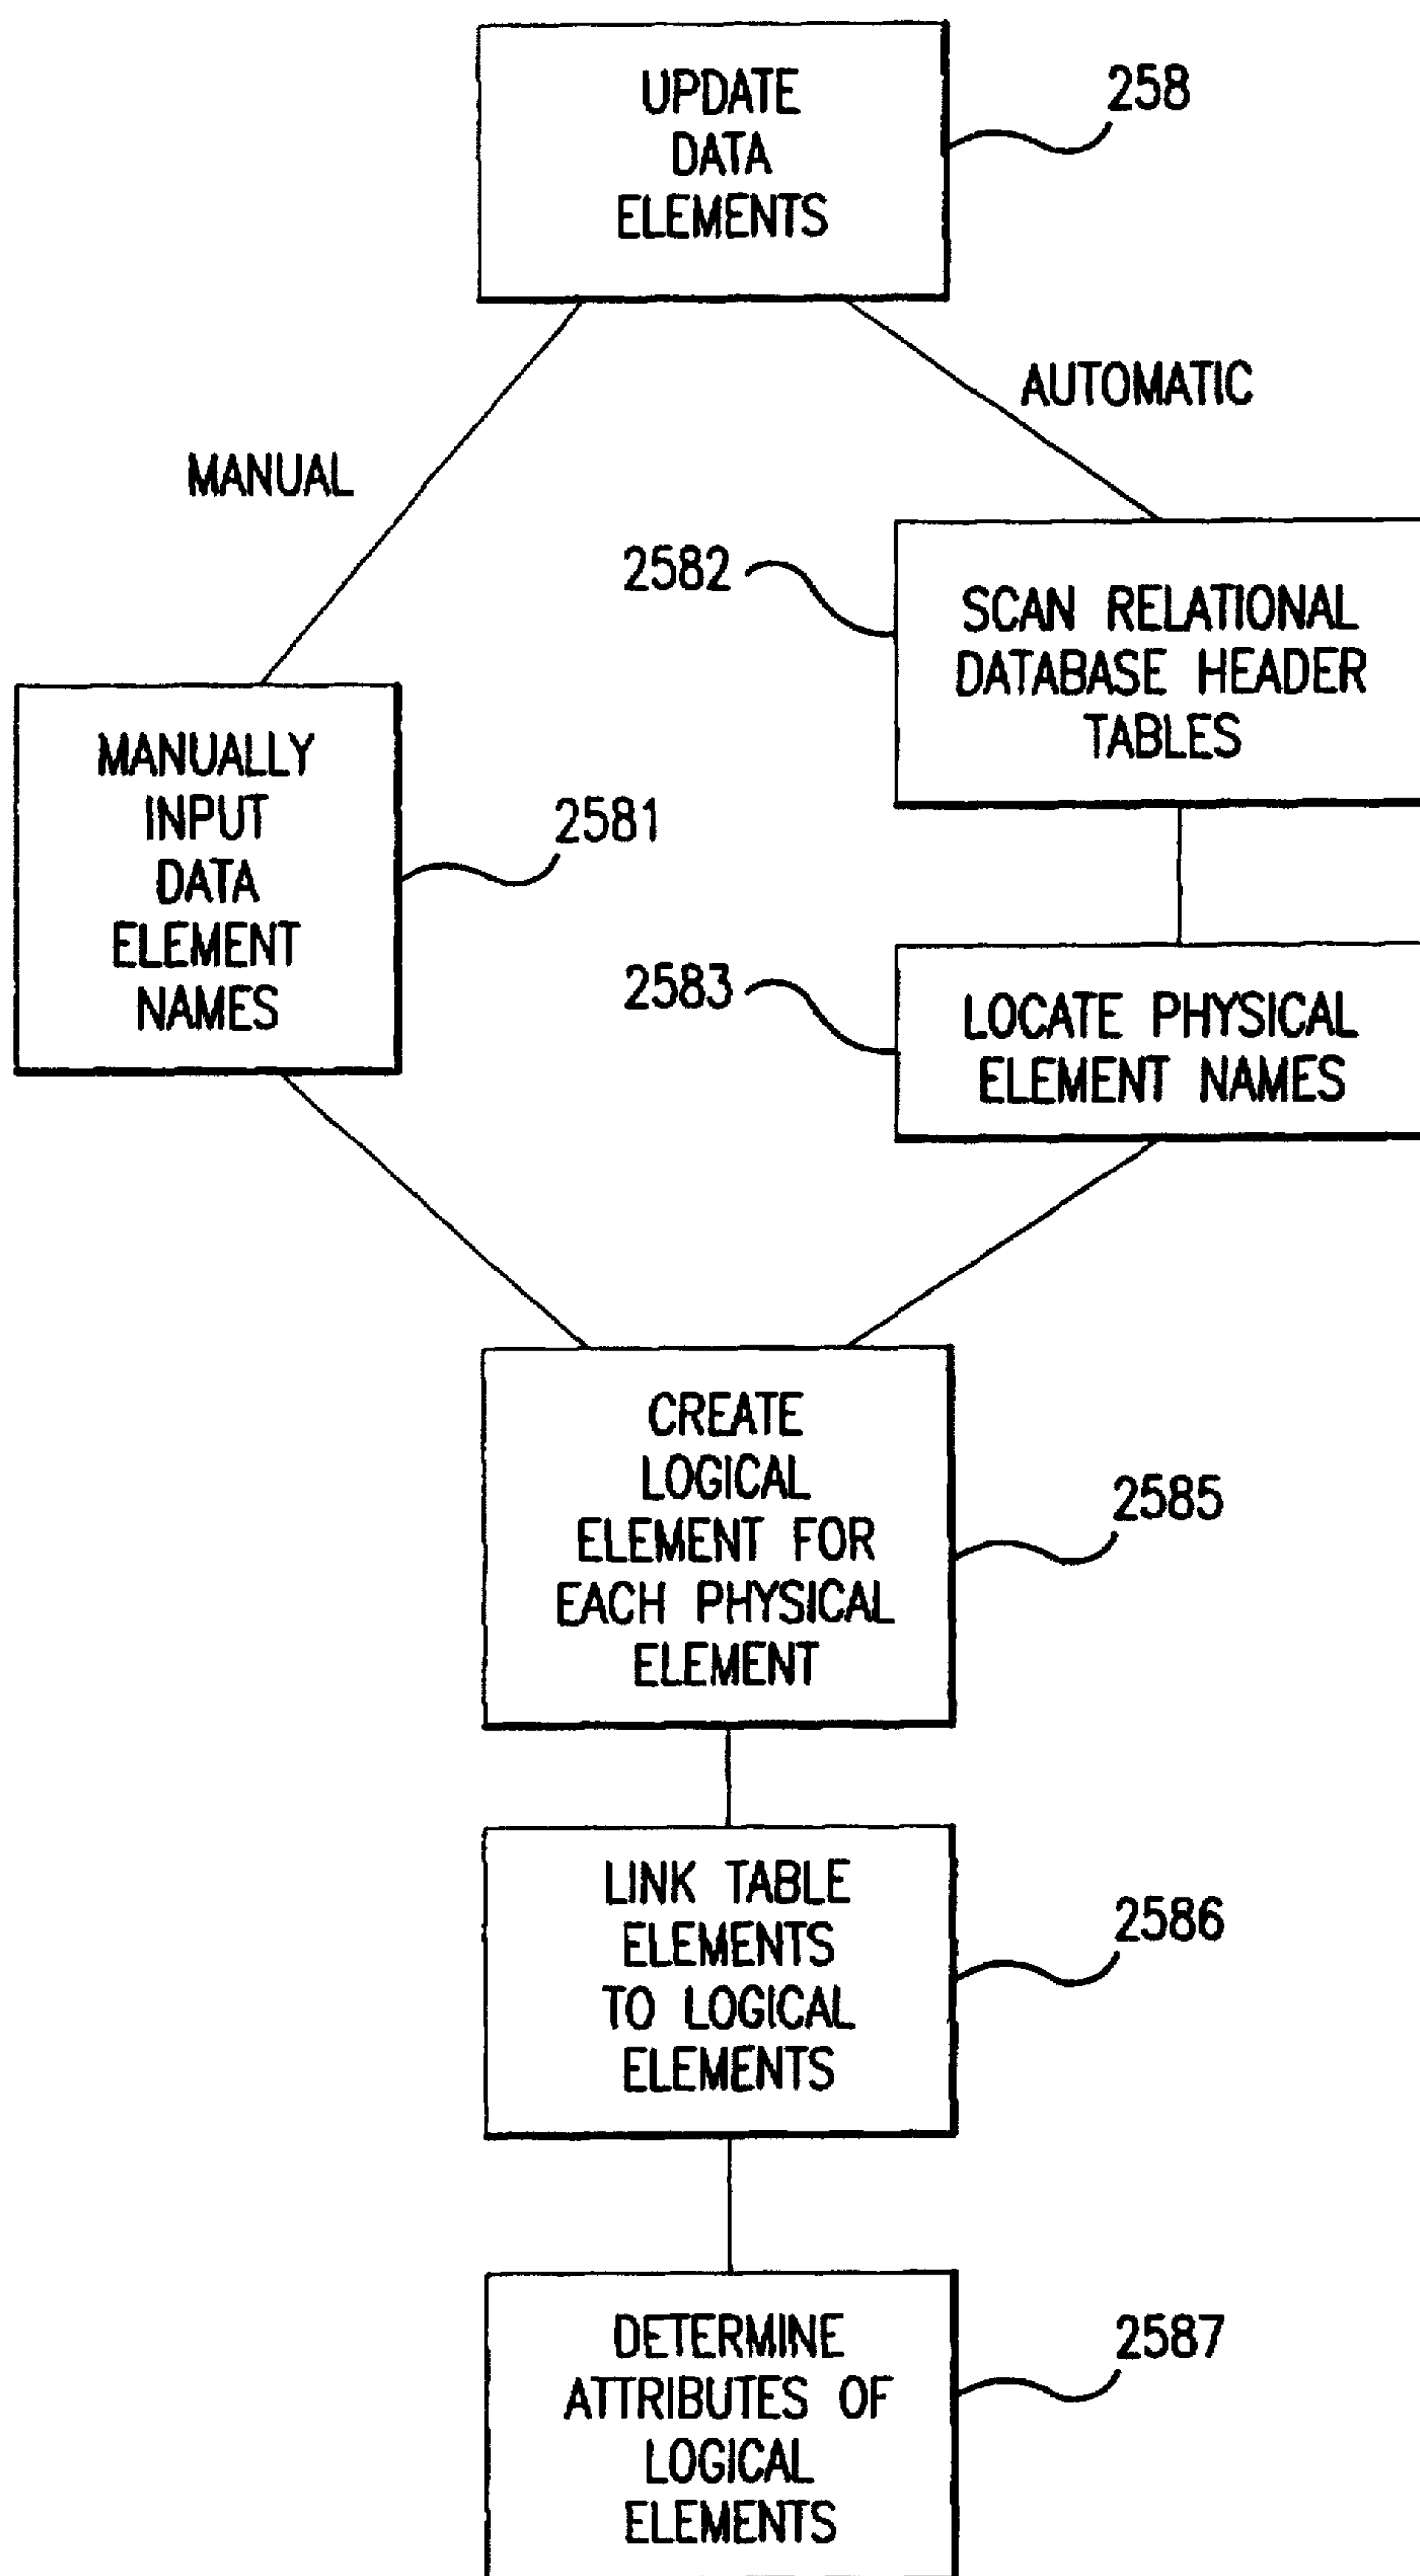 UPDATE
DATA
ELEMENTS
258
AUTOMATIC
MANUAL
2582
SCAN RELATIONAL
DATABASE HEADER
TABLES
MANUALLY
INPUT
DATA
ELEMENT
NAMES
2581
2583
LOCATE PHYSICAL
ELEMENT NAMES
CREATE
LOGICAL
ELEMENT FOR
EACH PHYSICAL
ELEMENT
2585
LINK TABLE
ELEMENTS
TO LOGICAL
ELEMENTS
2586
DETERMINE
ATTRIBUTES OF
LOGICAL
ELEMENTS
2587